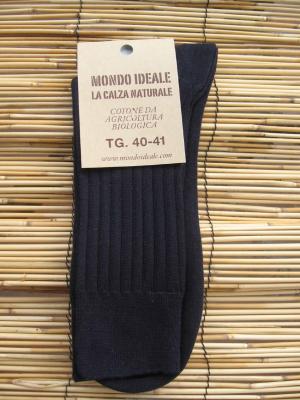 MONDO IDEALE
LA CALZA NATURALE
COTONE DA
AGRICOLTURA
BIOLOGICA
TG. 40-41
www.mondoideale.com